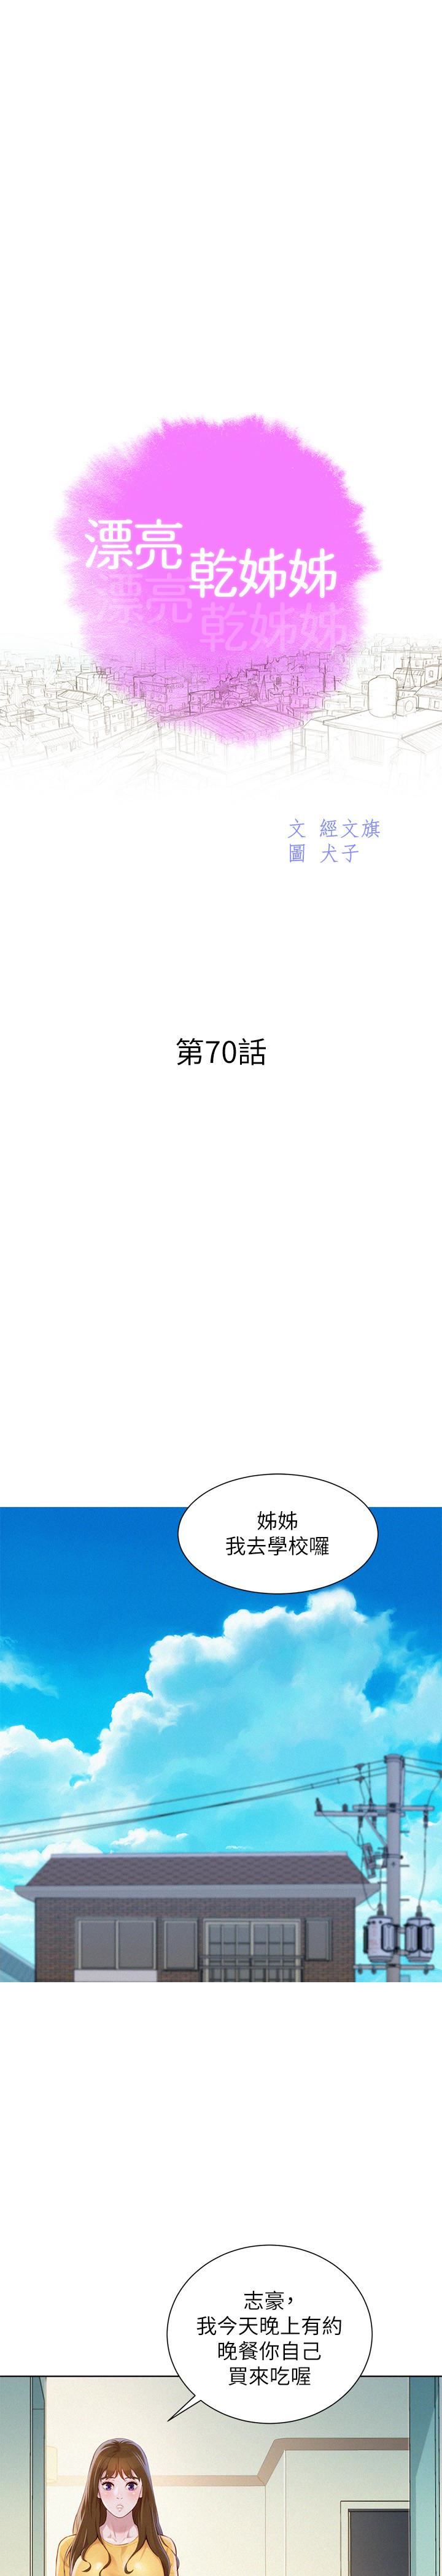 漂亮
乾姊姊
漂亮
乾姊姊
文 經文旗
圖 犬子
第70話
姊姊
我去學校囉
志豪,
我今天晚上有約
晚餐你自己
買來吃喔